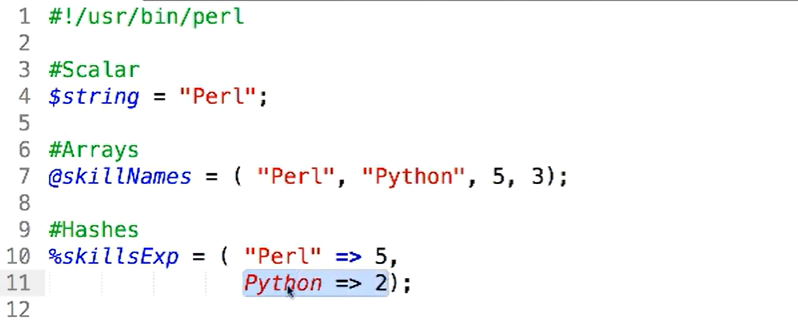 1 #!/usr/bin/perl
2
3 #Scalar
4 $string = "Perl";
5
6 #Arrays
7 @skillNames = ( "Perl", "Python", 5, 3);
8
9 #Hashes
10 %skillsExp = ( "Perl" => 5,
11 Python => 2);
12